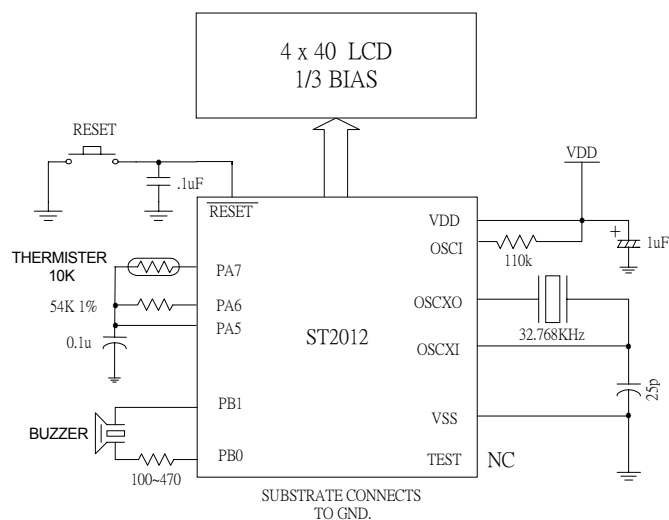 4 x 40 LCD
1/3 BIAS
RESET
.1uF
VDD
RESET
VDD
+
1uF
OSCI
110k
THERMISTER
10K
PA7
54K 1%
PA6
PA5
0.1u
ST2012
OSCXO
32.768KHz
OSCXI
25p
PB1
VSS
BUZZER
PB0
100~470
TEST
NC
SUBSTRATE CONNECTS
TO GND.